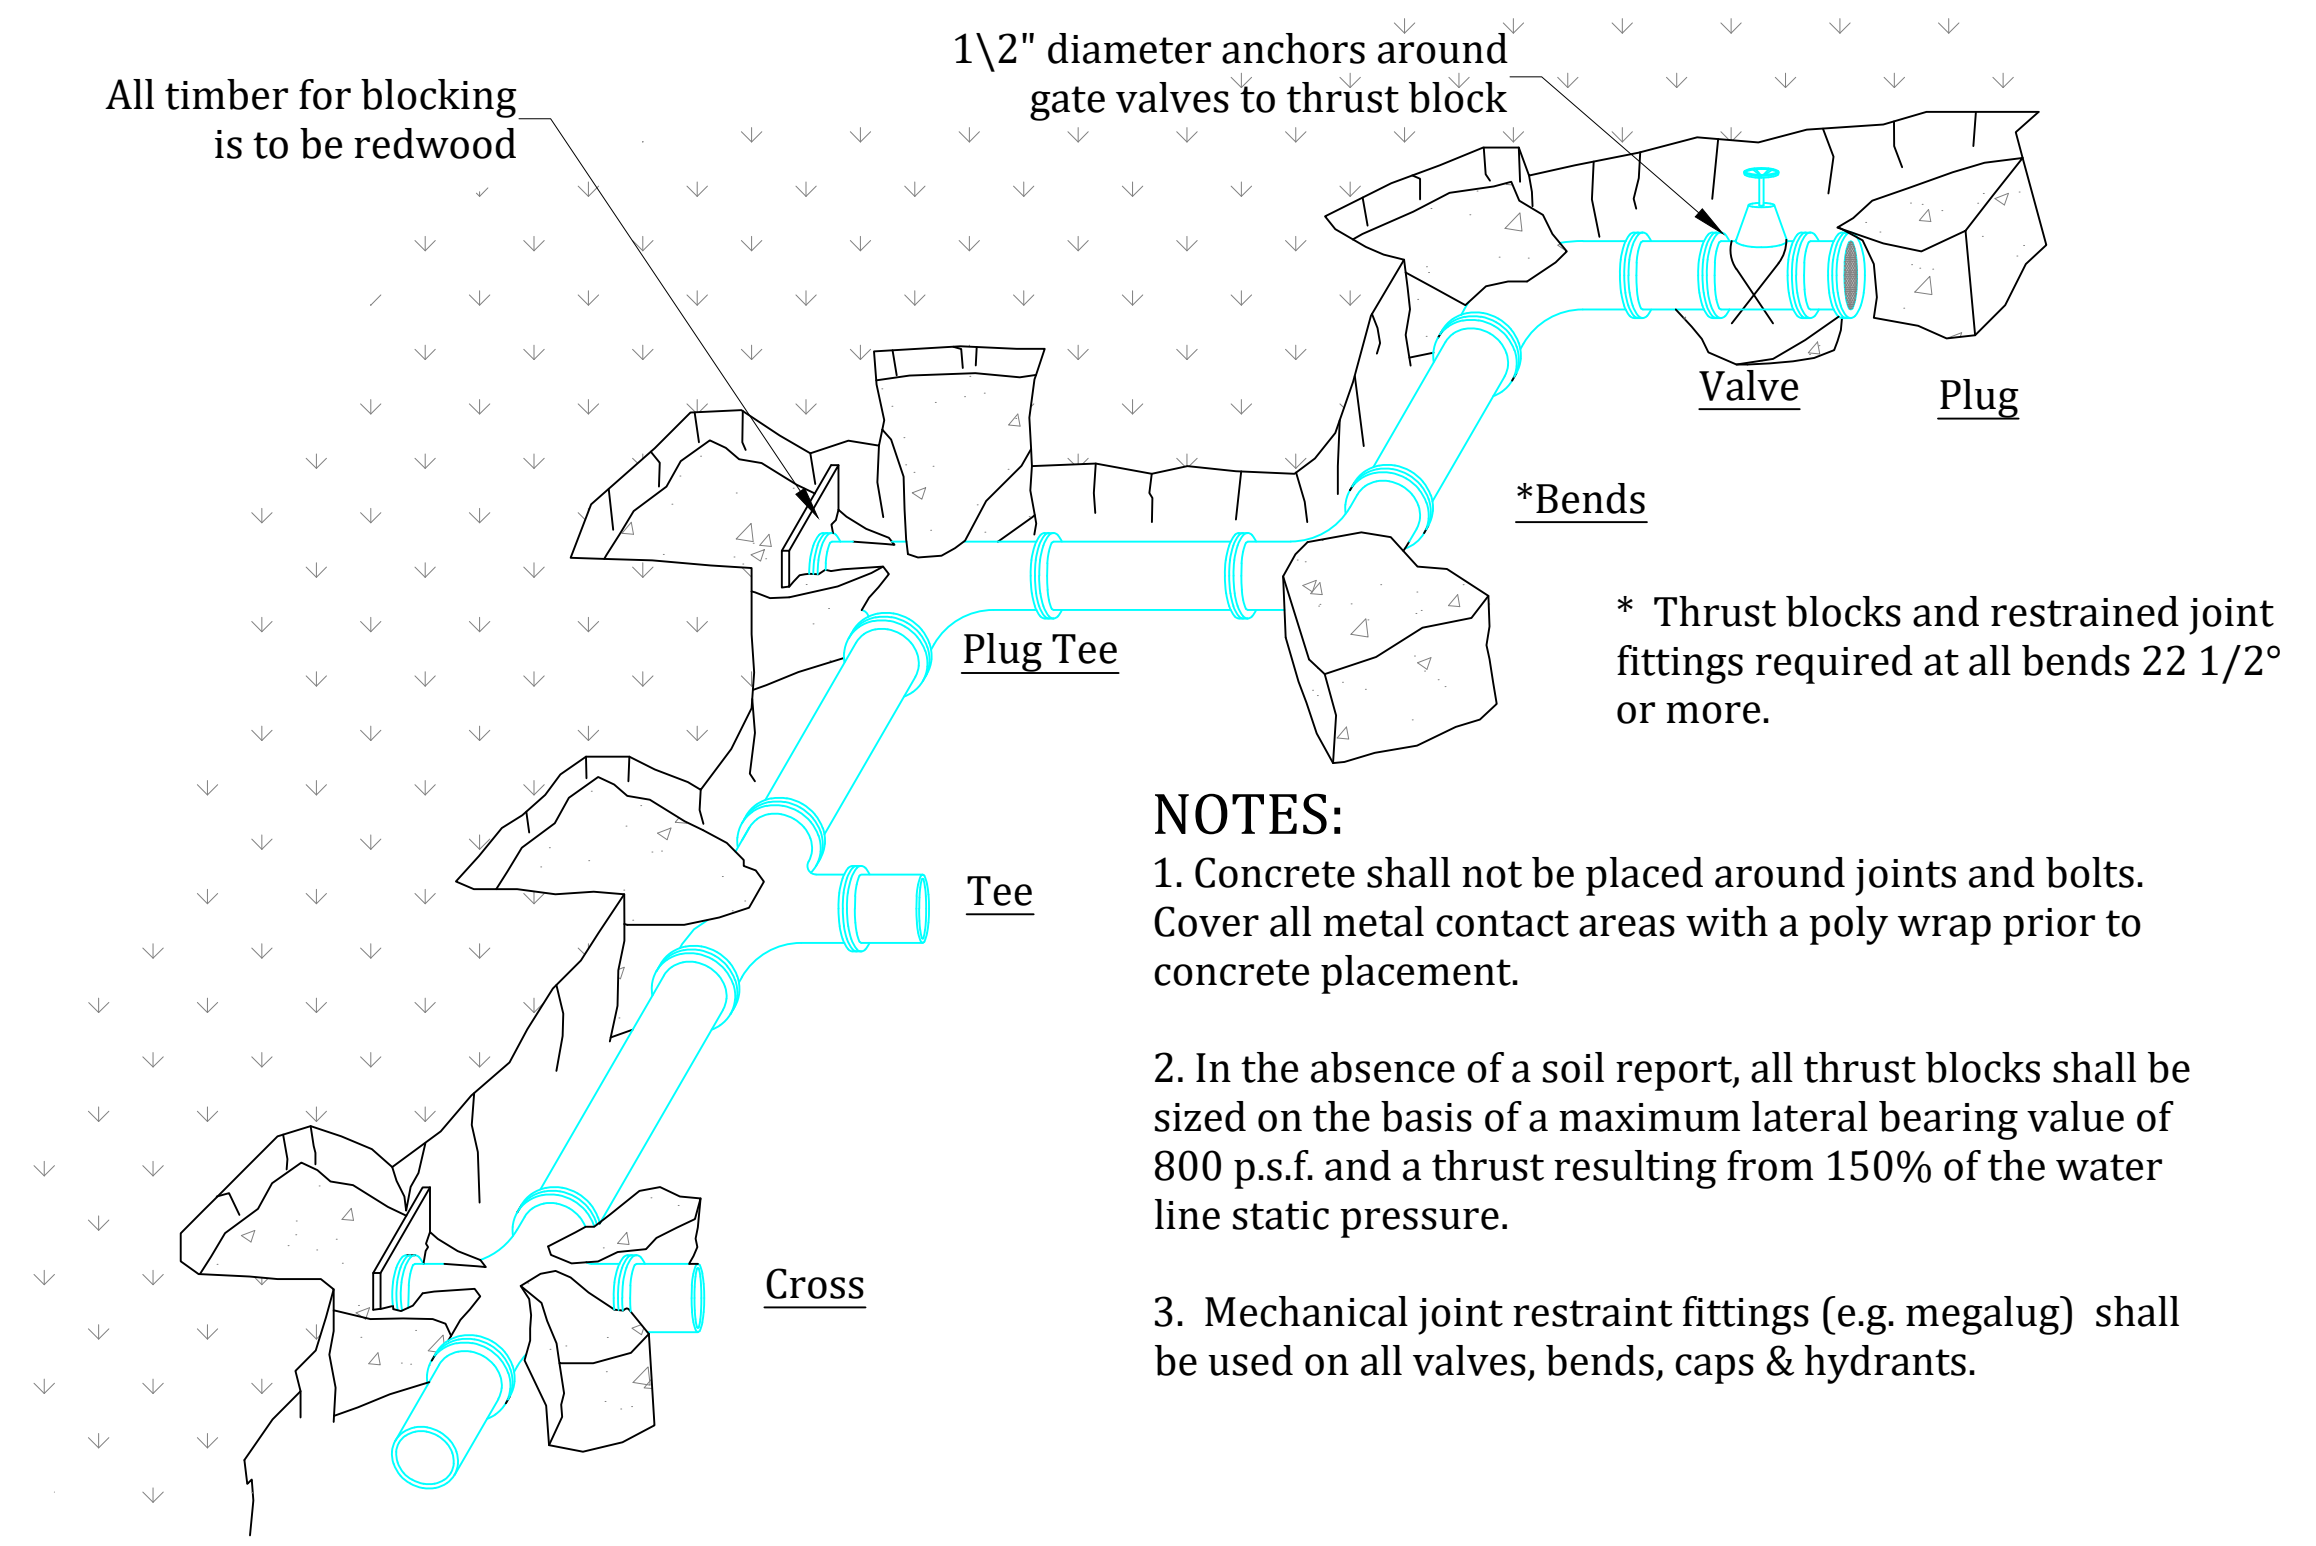 1\2" diameter anchors around
gate valves to thrust block
All timber for blocking
is to be redwood
Valve
Plug
*Bends
* Thrust blocks and restrained joint
fittings required at all bends 22 1/2°
or more.
Plug Tee
Tee
Cross
NOTES:
1. Concrete shall not be placed around joints and bolts.
Cover all metal contact areas with a poly wrap prior to
concrete placement.
2. In the absence of a soil report, all thrust blocks shall be
sized on the basis of a maximum lateral bearing value of
800 p.s.f. and a thrust resulting from 150% of the water
line static pressure.
3. Mechanical joint restraint fittings (e.g. megalug) shall
be used on all valves, bends, caps & hydrants.